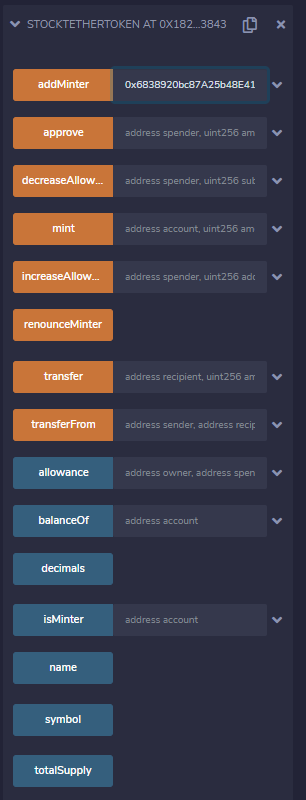 STOCKTETHERTOKEN AT 0X182...3843
addMinter 0x6838920bc87A25b48E41
approve address spender, uint256 am
decreaseAllow... address spender, uint256 sub
mint address account, uint256 am
increaseAllow... address spender, uint256 adc
renounceMinter
transfer address recipient, uint256 am
transferFrom address sender, address recip
allowance address owner, address spen
balanceOf address account
decimals
isMinter address account
name
symbol
totalSupply